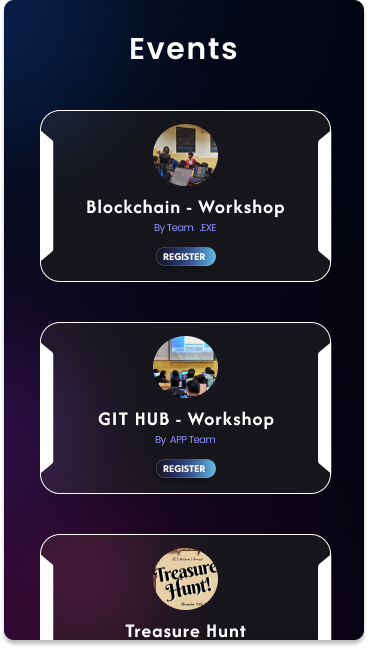 Events
Blockchain - Workshop
By Team .EXE
REGISTER
GIT HUB - Workshop
By APP Team
REGISTER
Treasure
Hunt!
Treasure Hunt